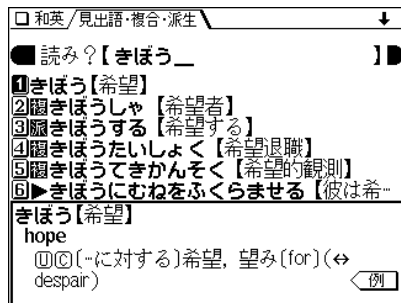 □ 和英/見出語・複合・派生 ↓
読み?【きぼう_ 】
1きぼう【希望】
2複きぼうしゃ【希望者】
3派きぼうする【希望する】
4複きぼうたいしょく【希望退職】
5複きぼうてきかんそく【希望的観測】
6▶きぼうにむねをふくらませる【彼は希…
きぼう【希望】
hope
ⓊⒸ〔…に対する〕希望, 望み〔for〕(↔
despair) 例